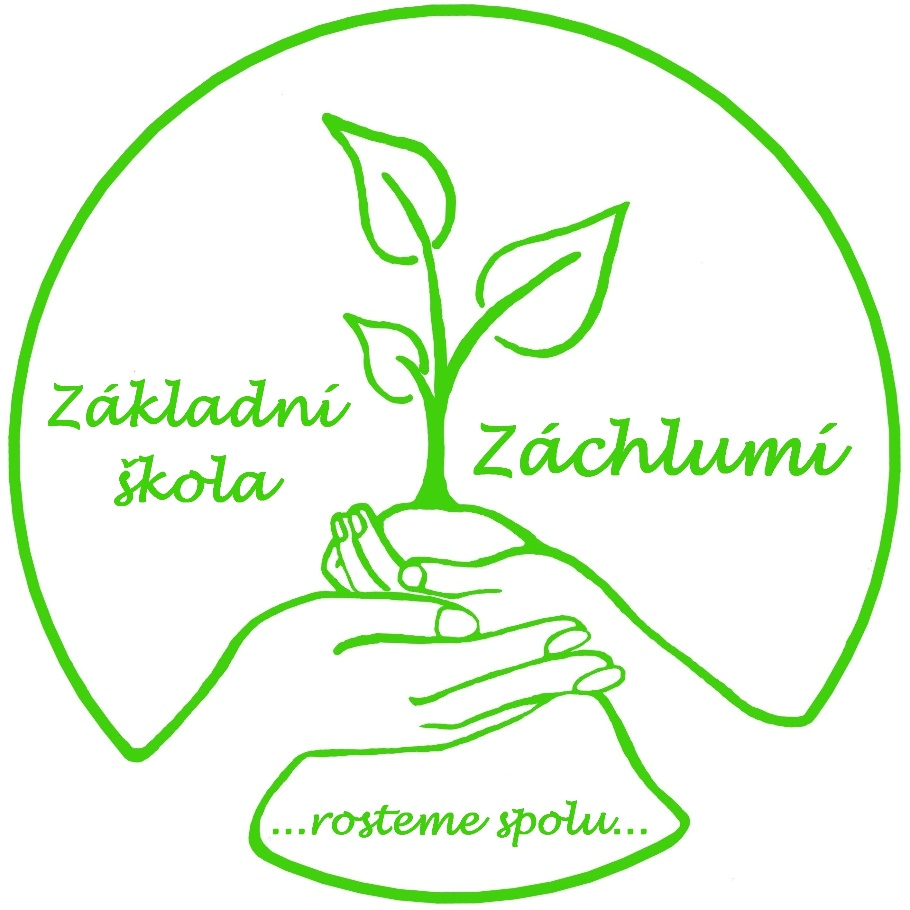 Základní
škola
Záchlumí
...rosteme spolu...